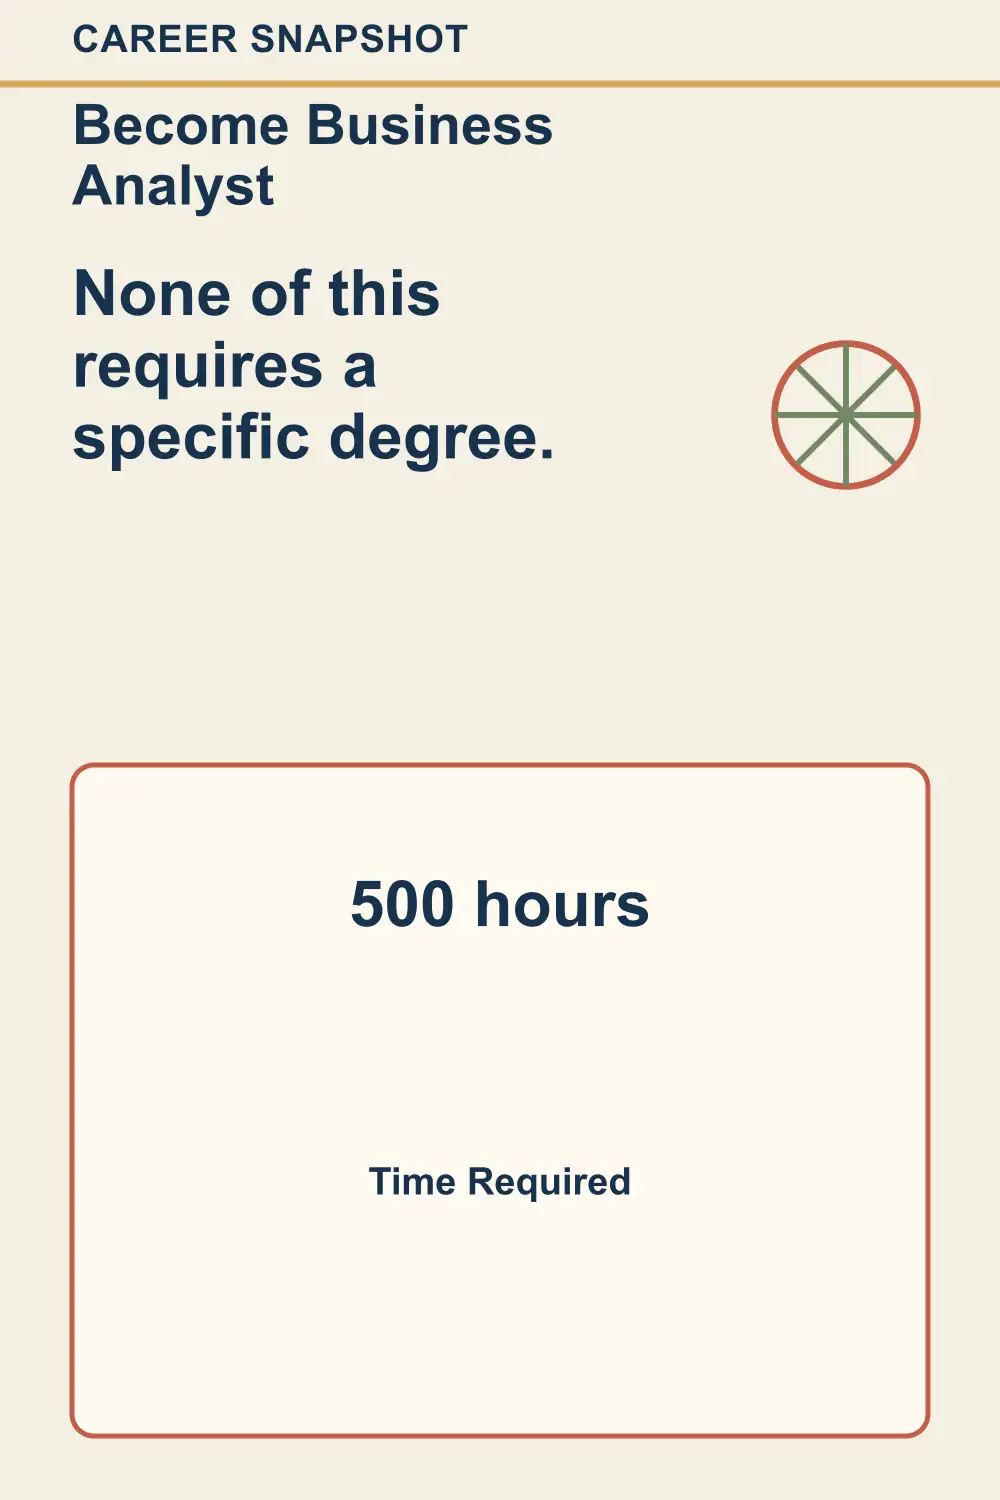 CAREER SNAPSHOT
Become Business
Analyst
None of this
requires a
specific degree.
500 hours
Time Required